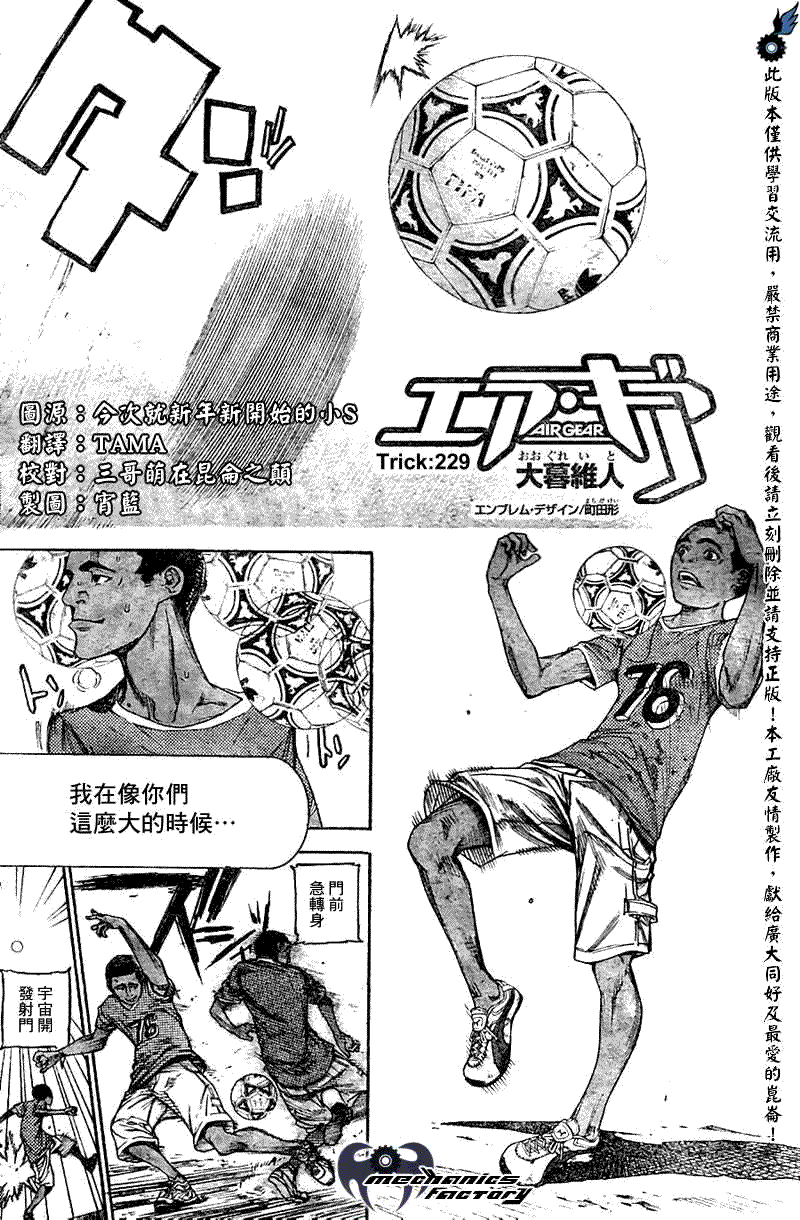 エア・ギア
AIR GEAR
Trick:229
おおぐれ いと
大暮維人
まちだけい
エンブレム・デザイン/町田形
FIFA
圖源：今次就新年新開始的小S
翻譯：TAMA
校對：三哥萌在昆侖之顛
製圖：宵藍
76
我在像你們
這麼大的時候…
門前
急轉身
76
宇宙開
發射門
mechanics
Factory
此版本僅供學習交流用，嚴禁商業用途，觀看後請立刻刪除並請支持正版！本工廠友情製作，獻給廣大同好及最愛的崑崙！